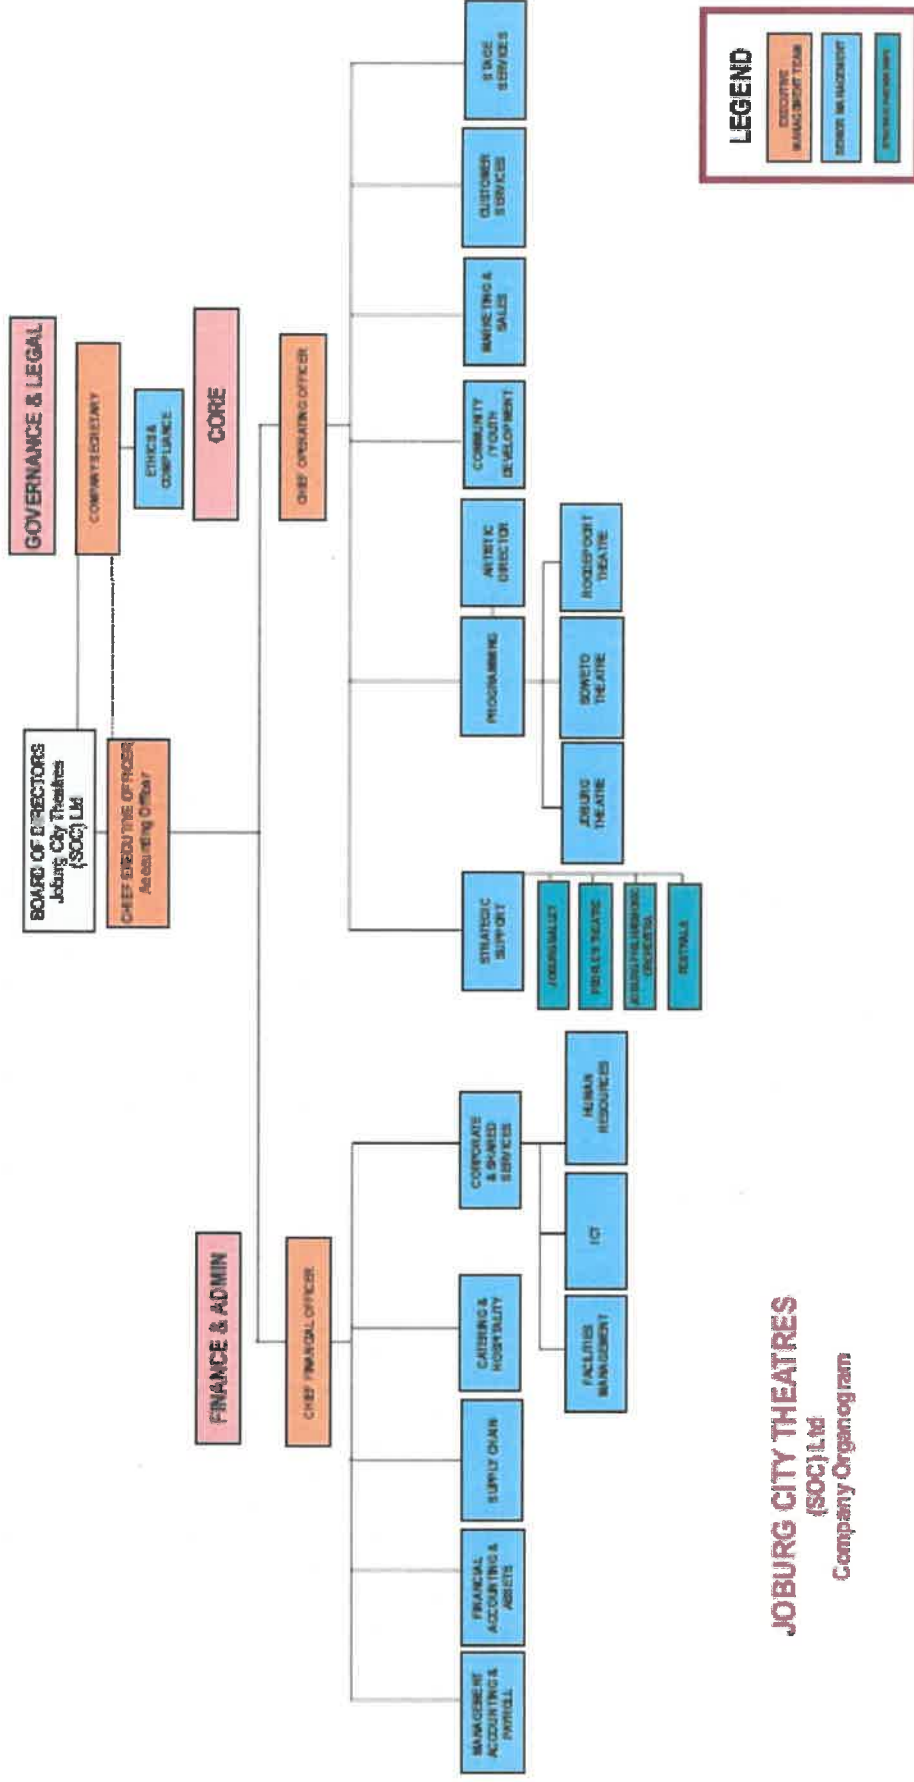 GOVERNANCE & LEGAL
BOARD OF DIRECTORS
Joburg City Theatres
(SOC) Ltd
COMPANY SECRETARY
CHIEF EXECUTIVE OFFICER
Accounting Officer
ETHICS &
COMPLIANCE
FINANCE & ADMIN
CORE
CHIEF FINANCIAL OFFICER
CHIEF OPERATING OFFICER
MANAGEMENT
ACCOUNTING &
PAYROLL
FINANCIAL
ACCOUNTING &
ASSETS
SUPPLY CHAIN
CATERING &
HOSPITALITY
CORPORATE
& SHARED
SERVICES
STRATEGIC
SUPPORT
PROGRAMMING
ARTISTIC
DIRECTOR
COMMUNITY
/YOUTH
DEVELOPMENT
MARKETING &
SALES
CUSTOMER
SERVICES
STAGE
SERVICES
FACILITIES
MANAGEMENT
ICT
HUMAN
RESOURCES
JOBURG BALLET
PEOPLE'S THEATRE
JOBURG PHILHARMONIC
ORCHESTRA
FESTIVALS
JOBURG
THEATRE
SOWETO
THEATRE
ROODEPOORT
THEATRE
LEGEND
EXECUTIVE
MANAGEMENT TEAM
SENIOR MANAGEMENT
JOBURG CITY THEATRES
(SOC) Ltd
Company Organogram